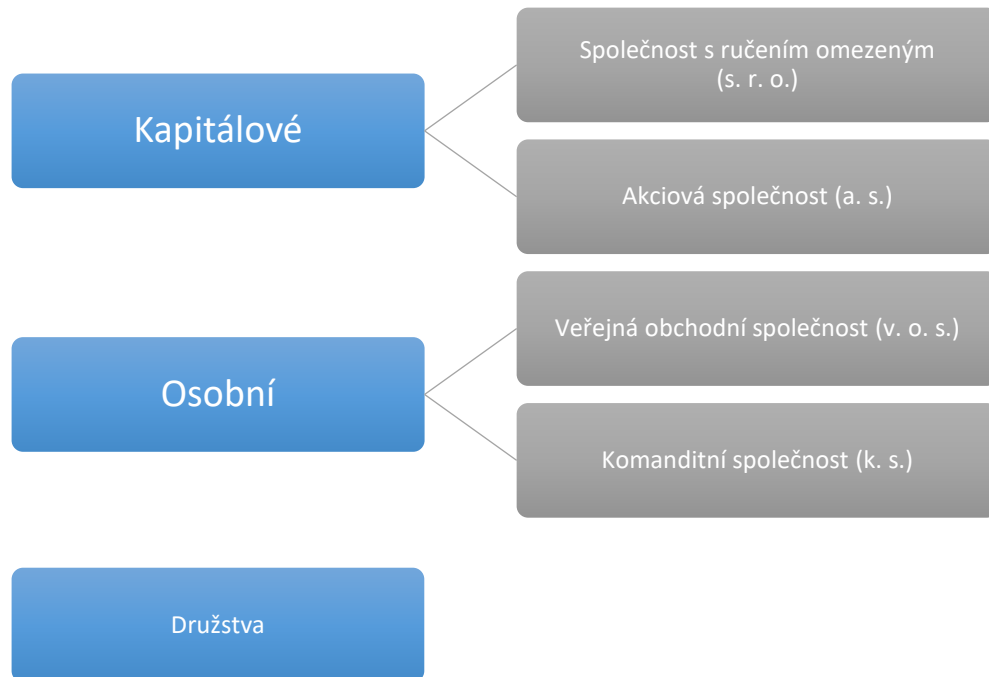 Kapitálové
Společnost s ručením omezeným
(s. r. o.)
Akciová společnost (a. s.)
Osobní
Veřejná obchodní společnost (v. o. s.)
Komanditní společnost (k. s.)
Družstva